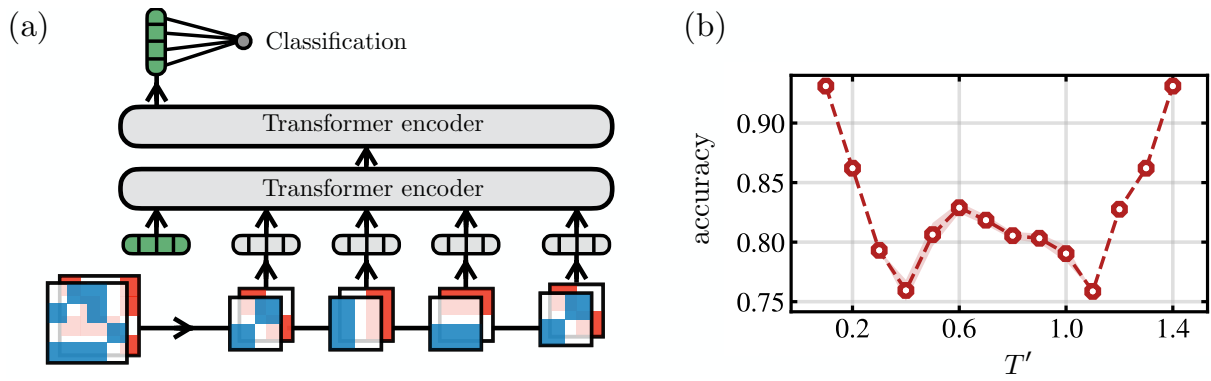 (a)
Classification
Transformer encoder
Transformer encoder
(b)
accuracy
0.90
0.85
0.80
0.75
0.2 0.6 1.0 1.4
T′